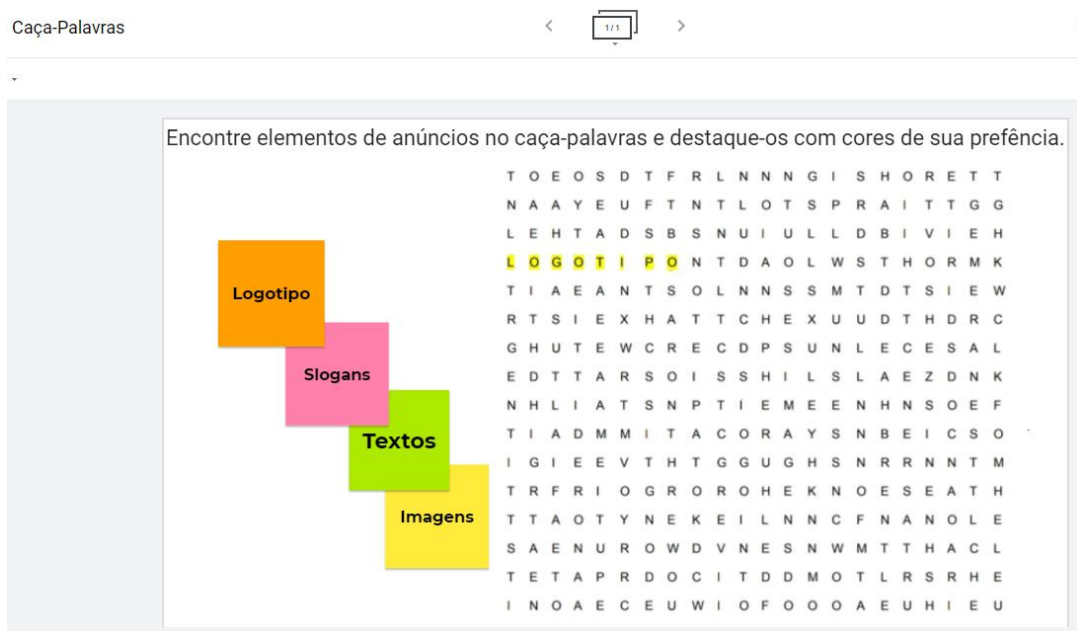 Caça-Palavras
1/1
Encontre elementos de anúncios no caça-palavras e destaque-os com cores de sua prefência.
T O E O S D T F R L N N N G I S H O R E T T
N A A Y E U F T N T L O T S P R A I T T G G
L E H T A D S B S N U I U L L D B I V I E H
L O G O T I P O N T D A O L W S T H O R M K
T I A E A N T S O L N N S S M T D T S I E W
R T S I E X H A T T C H E X U U D T H D R C
G H U T E W C R E C D P S U N L E C E S A L
E D T T A R S O I S S H I L S L A E Z D N K
N H L I A T S N P T Í E M E E N H N S O E F
T I A D M M I T A C O R A Y S N B E I C S O
I G I E E V T H T G G U G H S N R R N N T M
T R F R I O G R O R O H E K N O E S E A T H
T T A O T Y N E K E I L N N C F N A N O L E
S A E N U R O W D V N E S N W M T T H A C L
T E T A P R D O C I T D D M O T L R S R H E
I N O A E C E U W I O F O O O A E U H I E U
Logotipo
Slogans
Textos
Imagens